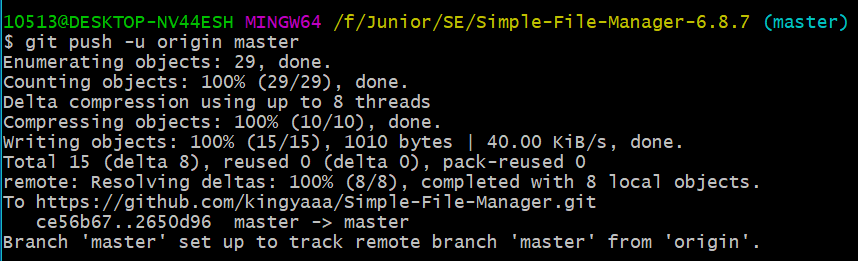 10513@DESKTOP-NV44ESH MINGW64 /f/Junior/SE/Simple-File-Manager-6.8.7 (master)
$ git push -u origin master
Enumerating objects: 29, done.
Counting objects: 100% (29/29), done.
Delta compression using up to 8 threads
Compressing objects: 100% (10/10), done.
Writing objects: 100% (15/15), 1010 bytes | 40.00 KiB/s, done.
Total 15 (delta 8), reused 0 (delta 0), pack-reused 0
remote: Resolving deltas: 100% (8/8), completed with 8 local objects.
To https://github.com/kingyaaa/Simple-File-Manager.git
   ce56b67..2650d96  master -> master
Branch 'master' set up to track remote branch 'master' from 'origin'.